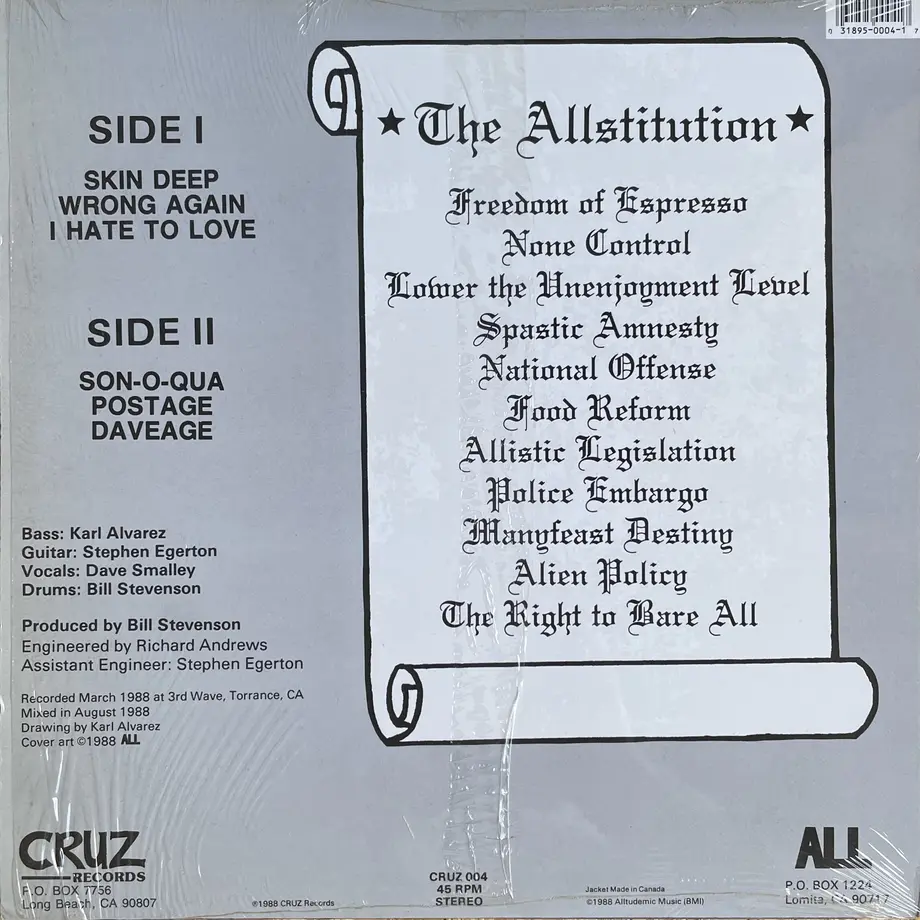 0 31895-0004-1 7
SIDE I
SKIN DEEP
WRONG AGAIN
I HATE TO LOVE
SIDE II
SON-O-QUA
POSTAGE
DAVEAGE
Bass: Karl Alvarez
Guitar: Stephen Egerton
Vocals: Dave Smalley
Drums: Bill Stevenson
Produced by Bill Stevenson
Engineered by Richard Andrews
Assistant Engineer: Stephen Egerton
Recorded March 1988 at 3rd Wave, Torrance, CA
Mixed in August 1988
Drawing by Karl Alvarez
Cover art ©1988 ALL
★ The Allstitution ★
Freedom of Espresso
None Control
Lower the Unenjoyment Level
Spastic Amnesty
National Offense
Food Reform
Allistic Legislation
Police Embargo
Manyfeast Destiny
Alien Policy
The Right to Bare All
CRUZ
RECORDS
P.O. BOX 7756
Long Beach, CA 90807
℗1988 CRUZ Records
CRUZ 004
45 RPM
STEREO
Jacket Made in Canada
©1988 Alltudemic Music (BMI)
ALL
P.O. BOX 1224
Lomita, CA 90717